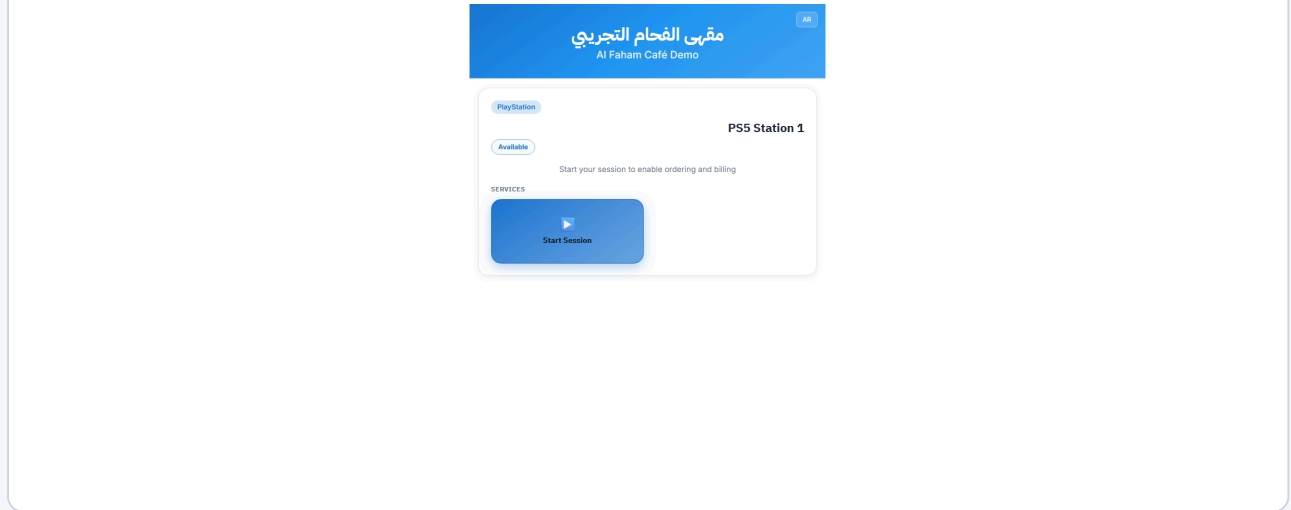 AR
مقهى الفحام التجريبي
Al Faham Café Demo
PlayStation
PS5 Station 1
Available
Start your session to enable ordering and billing
SERVICES
Start Session